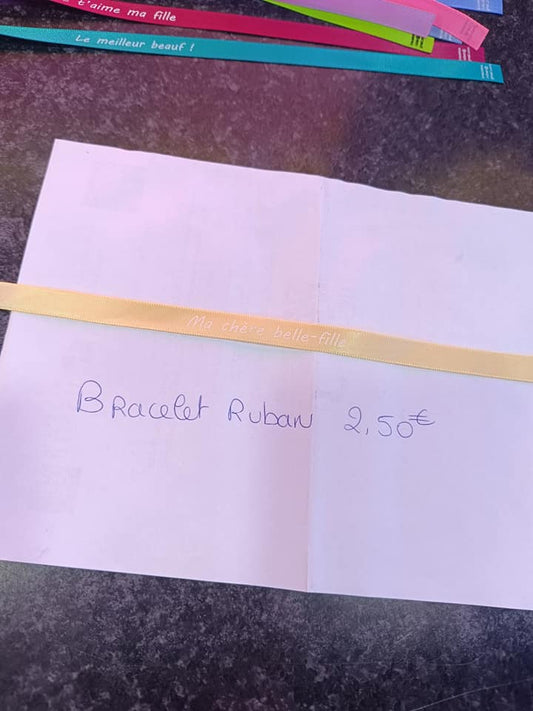 t'aime ma fille
Le meilleur beauf !
Ma chère belle-fille
Bracelet Ruban 2,50€